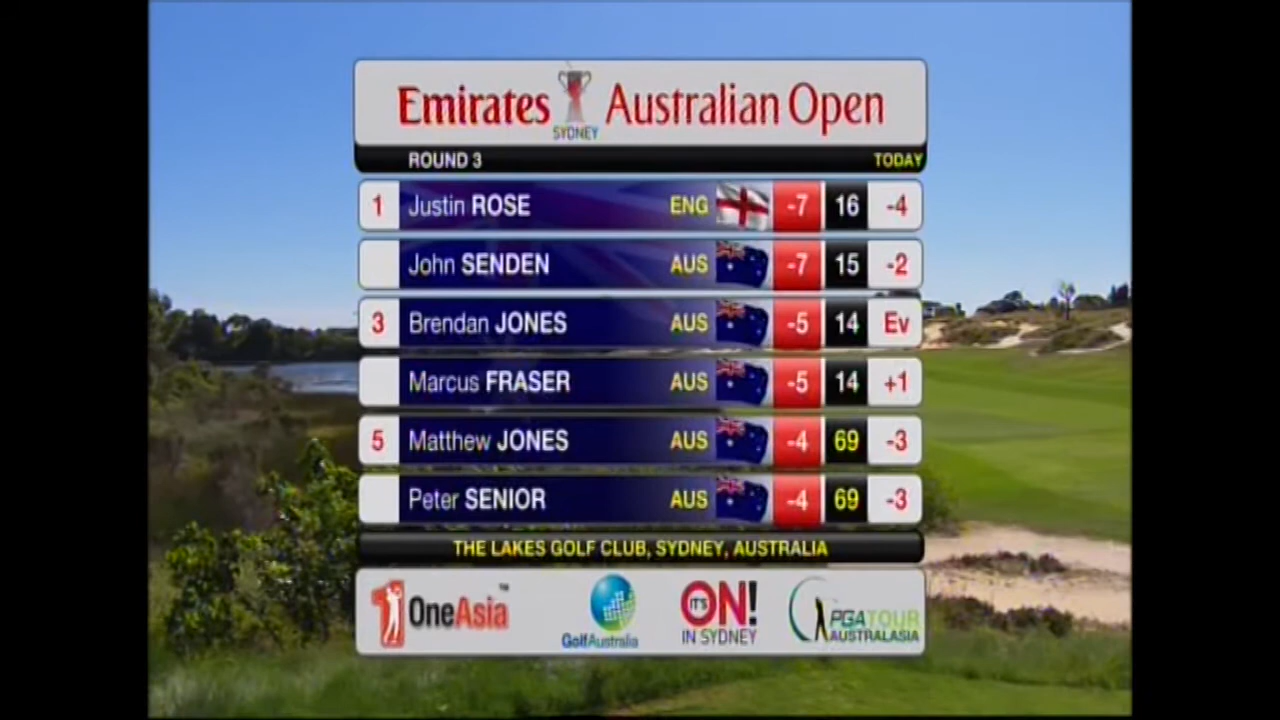 Emirates Australian Open
SYDNEY
ROUND 3 TODAY
1 Justin ROSE ENG -7 16 -4
John SENDEN AUS -7 15 -2
3 Brendan JONES AUS -5 14 Ev
Marcus FRASER AUS -5 14 +1
5 Matthew JONES AUS -4 69 -3
Peter SENIOR AUS -4 69 -3
THE LAKES GOLF CLUB, SYDNEY, AUSTRALIA
1 OneAsia™ GolfAustralia IT'S ON! IN SYDNEY PGA TOUR AUSTRALASIA